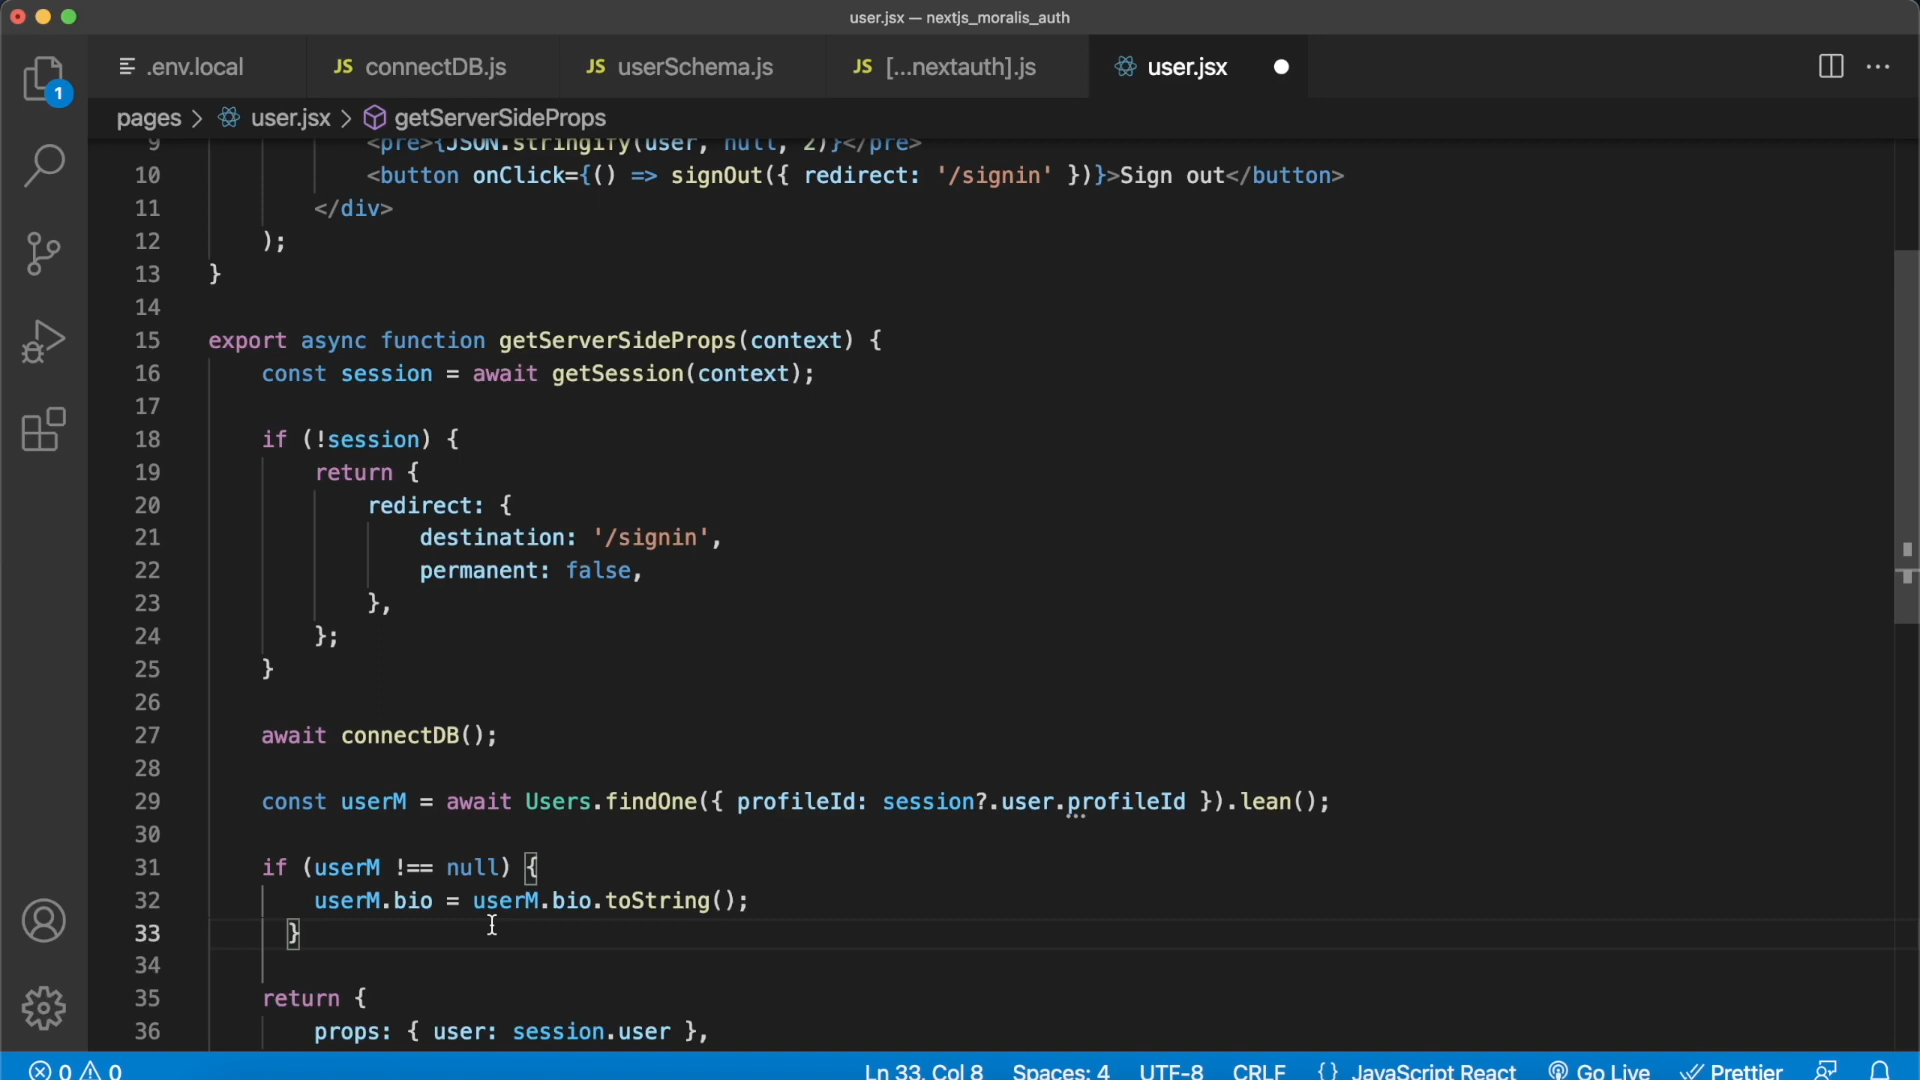 user.jsx — nextjs_moralis_auth
.env.local
JS connectDB.js
JS userSchema.js
JS [...nextauth].js
user.jsx
1
pages > user.jsx > getServerSideProps
9 <pre>{JSON.stringify(user, null, 2)}</pre>
10 <button onClick={() => signOut({ redirect: '/signin' })}>Sign out</button>
11 </div>
12 );
13 }
14
15 export async function getServerSideProps(context) {
16 const session = await getSession(context);
17
18 if (!session) {
19 return {
20 redirect: {
21 destination: '/signin',
22 permanent: false,
23 },
24 };
25 }
26
27 await connectDB();
28
29 const userM = await Users.findOne({ profileId: session?.user.profileId }).lean();
30
31 if (userM !== null) {
32 userM.bio = userM.bio.toString();
33 }
34
35 return {
36 props: { user: session.user },
0 0
Ln 33, Col 8
Spaces: 4
UTF-8
CRLF
{} JavaScript React
Go Live
Prettier